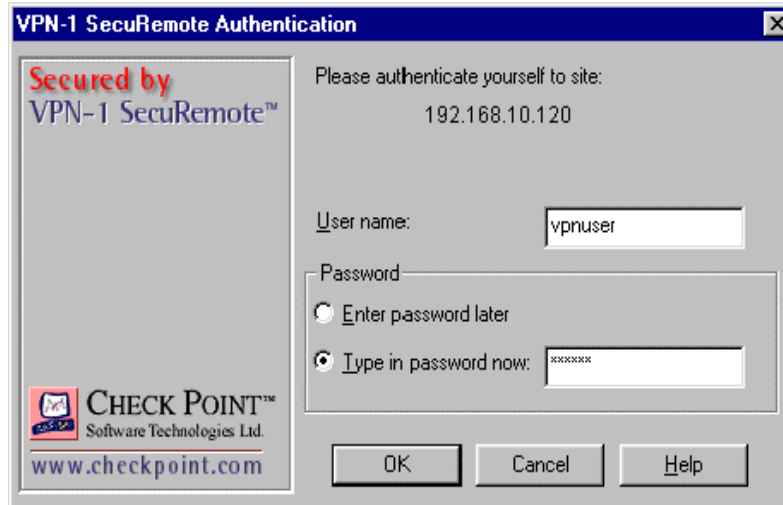 VPN-1 SecuRemote Authentication
Secured by
VPN-1 SecuRemote™
Please authenticate yourself to site:
192.168.10.120
User name:
vpnuser
Password
Enter password later
Type in password now:
××××××
CHECK POINT™
Software Technologies Ltd.
www.checkpoint.com
OK
Cancel
Help